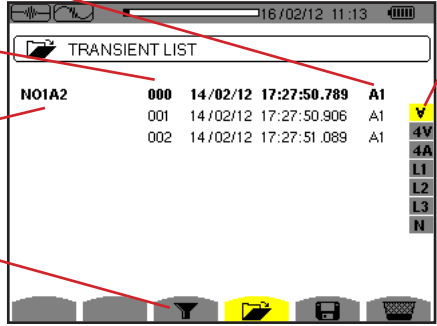 16/02/12 11:13
TRANSIENT LIST
NO1A2 000 14/02/12 17:27:50.789 A1
001 14/02/12 17:27:50.906 A1
002 14/02/12 17:27:51.089 A1
∀
4V
4A
L1
L2
L3
N